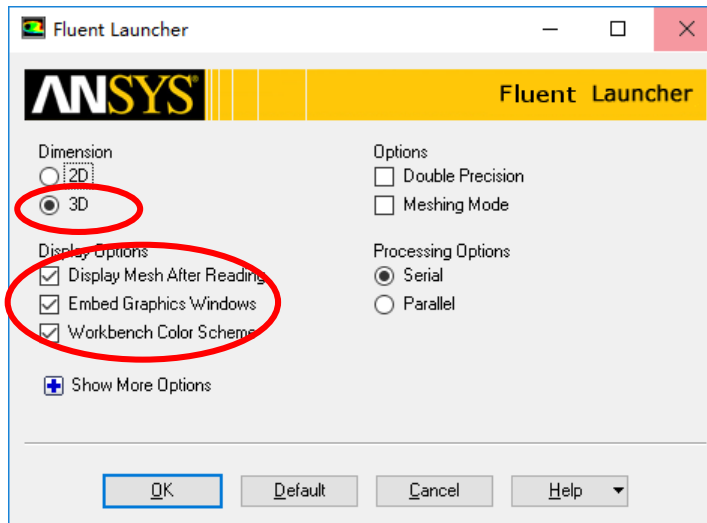 Fluent Launcher
ANSYS
Fluent Launcher
Dimension
2D
3D
Options
Double Precision
Meshing Mode
Display Options
Display Mesh After Reading
Embed Graphics Windows
Workbench Color Scheme
Processing Options
Serial
Parallel
Show More Options
OK
Default
Cancel
Help